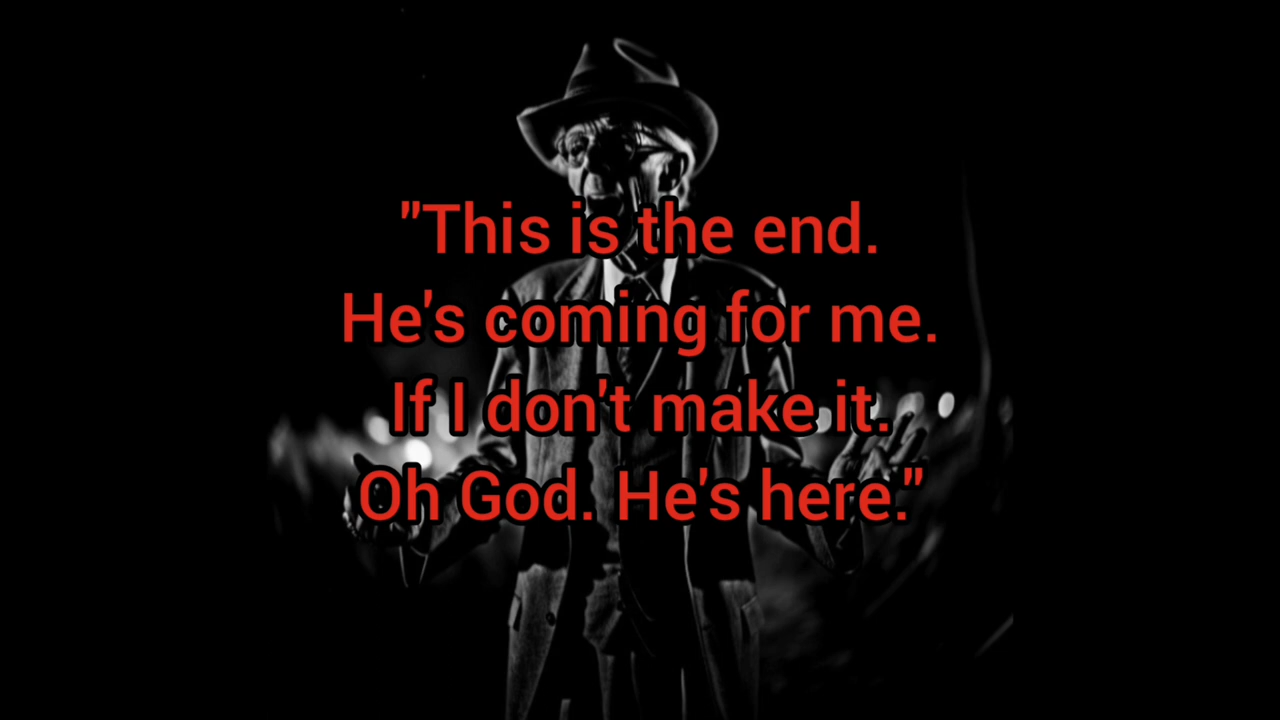 "This is the end.
He's coming for me.
If I don't make it.
Oh God. He's here."